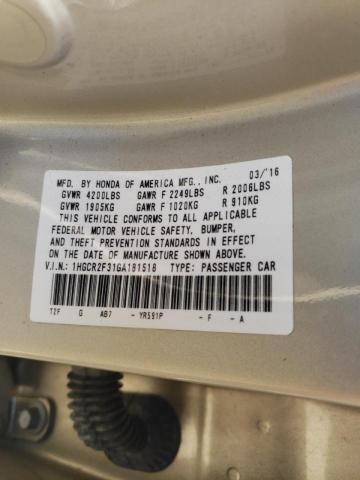 MFD. BY HONDA OF AMERICA MFG., INC. 03/'16
GVWR 4200LBS GAWR F 2249LBS R 2006LBS
GVWR 1905KG GAWR F 1020KG R 910KG
THIS VEHICLE CONFORMS TO ALL APPLICABLE
FEDERAL MOTOR VEHICLE SAFETY, BUMPER,
AND THEFT PREVENTION STANDARDS IN EFFECT
ON THE DATE OF MANUFACTURE SHOWN ABOVE.
V.I.N.: 1HGCR2F31GA181518 TYPE: PASSENGER CAR
T2F G AB7 - YR591P - F - A